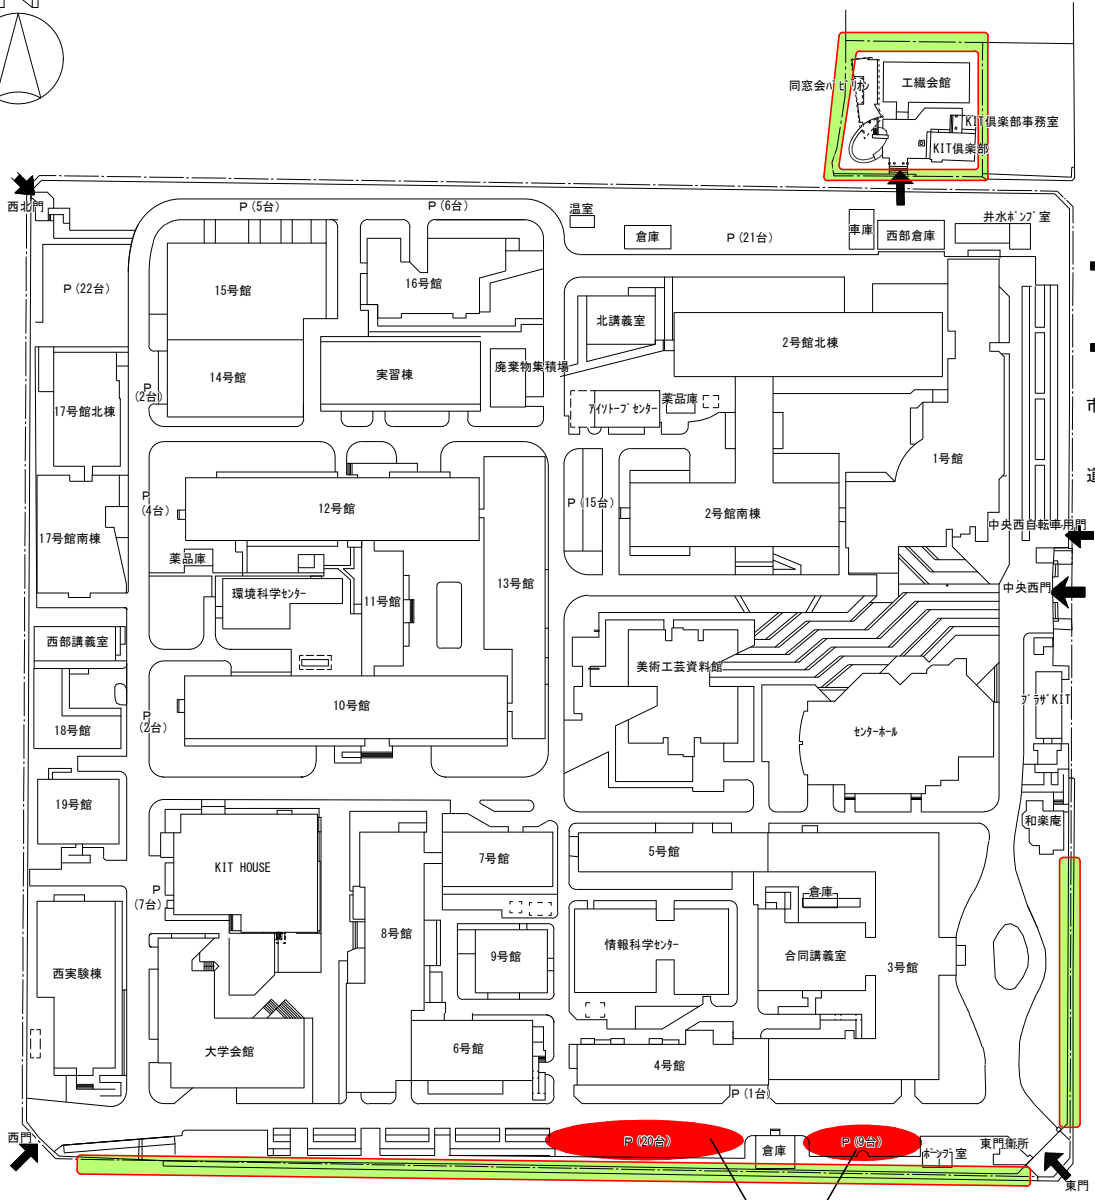 同窓会ﾊﾟﾋﾞﾘｵﾝ
工繊会館
KIT倶楽部事務室
KIT倶楽部
西北門
P (5台)
P (6台)
温室
倉庫
P (21台)
車庫
西部倉庫
井水ﾎﾟﾝﾌﾟ室
P (22台)
15号館
16号館
北講義室
2号館北棟
14号館
実習棟
廃棄物集積場
P
(2台)
17号館北棟
ｱｲｿﾄｰﾌﾟｾﾝﾀｰ
薬品庫
市
1号館
道
P
(4台)
12号館
P (15台)
2号館南棟
中央西自転車用門
17号館南棟
薬品庫
環境科学ｾﾝﾀｰ
11号館
13号館
中央西門
西部講義室
美術工芸資料館
10号館
P
(2台)
18号館
ｾﾝﾀｰﾎｰﾙ
ﾌﾟﾗｻﾞKIT
19号館
和楽庵
KIT HOUSE
7号館
5号館
P
(7台)
倉庫
8号館
9号館
情報科学ｾﾝﾀｰ
合同講義室
3号館
西実験棟
大学会館
6号館
4号館
P (1台)
西門
P (20台)
倉庫
P (9台)
ﾎﾟﾝﾌﾟ室
東門衛所
東門